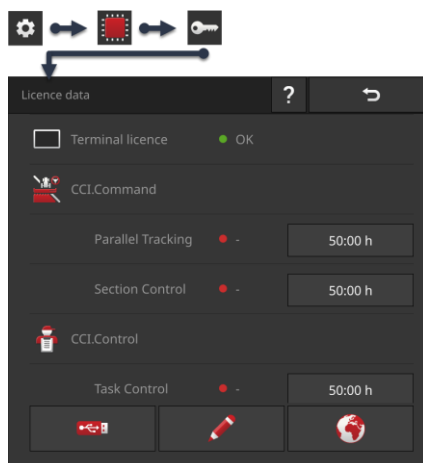 Licence data ?
Terminal licence OK
CCI.Command
Parallel Tracking - 50:00 h
Section Control - 50:00 h
CCI.Control
Task Control - 50:00 h